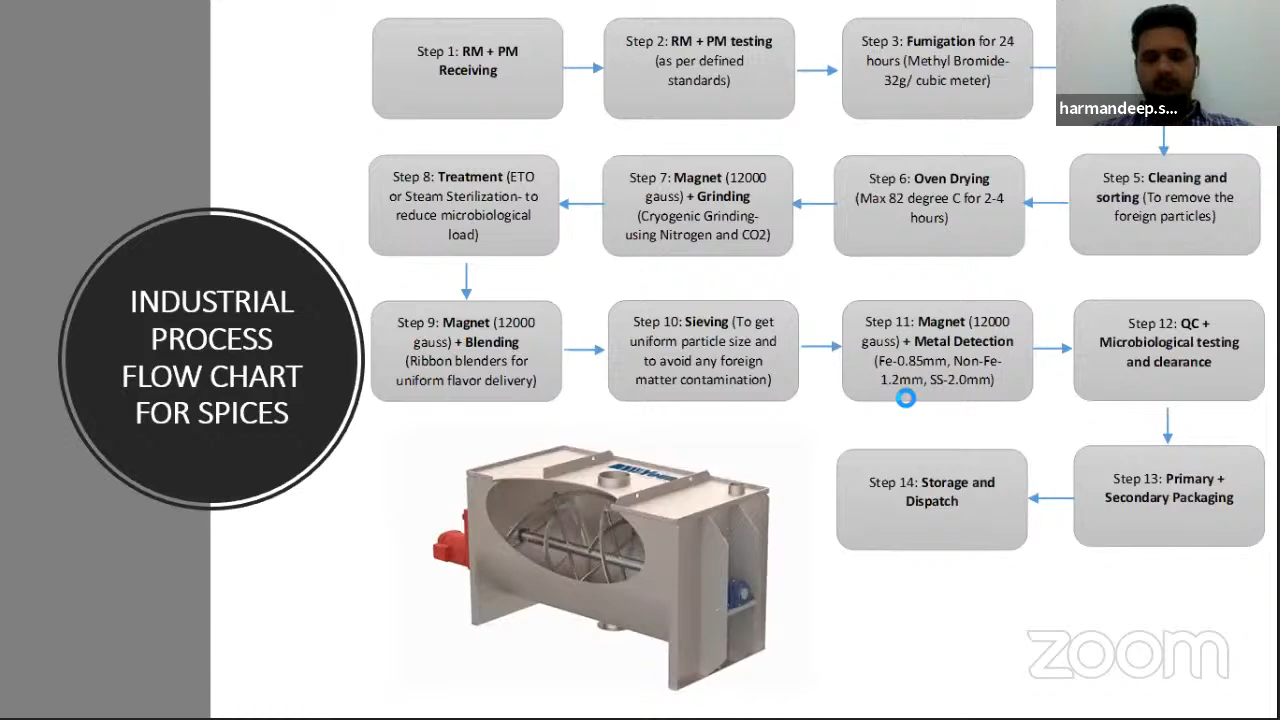 Step 1: RM + PM
Receiving
Step 2: RM + PM testing
(as per defined
standards)
Step 3: Fumigation for 24
hours (Methyl Bromide-
32g/ cubic meter)
harmandeep.s...
Step 8: Treatment (ETO
or Steam Sterilization- to
reduce microbiological
load)
Step 7: Magnet (12000
gauss) + Grinding
(Cryogenic Grinding-
using Nitrogen and CO2)
Step 6: Oven Drying
(Max 82 degree C for 2-4
hours)
Step 5: Cleaning and
sorting (To remove the
foreign particles)
INDUSTRIAL
PROCESS
FLOW CHART
FOR SPICES
Step 9: Magnet (12000
gauss) + Blending
(Ribbon blenders for
uniform flavor delivery)
Step 10: Sieving (To get
uniform particle size and
to avoid any foreign
matter contamination)
Step 11: Magnet (12000
gauss) + Metal Detection
(Fe-0.85mm, Non-Fe-
1.2mm, SS-2.0mm)
Step 12: QC +
Microbiological testing
and clearance
Step 14: Storage and
Dispatch
Step 13: Primary +
Secondary Packaging
zoom